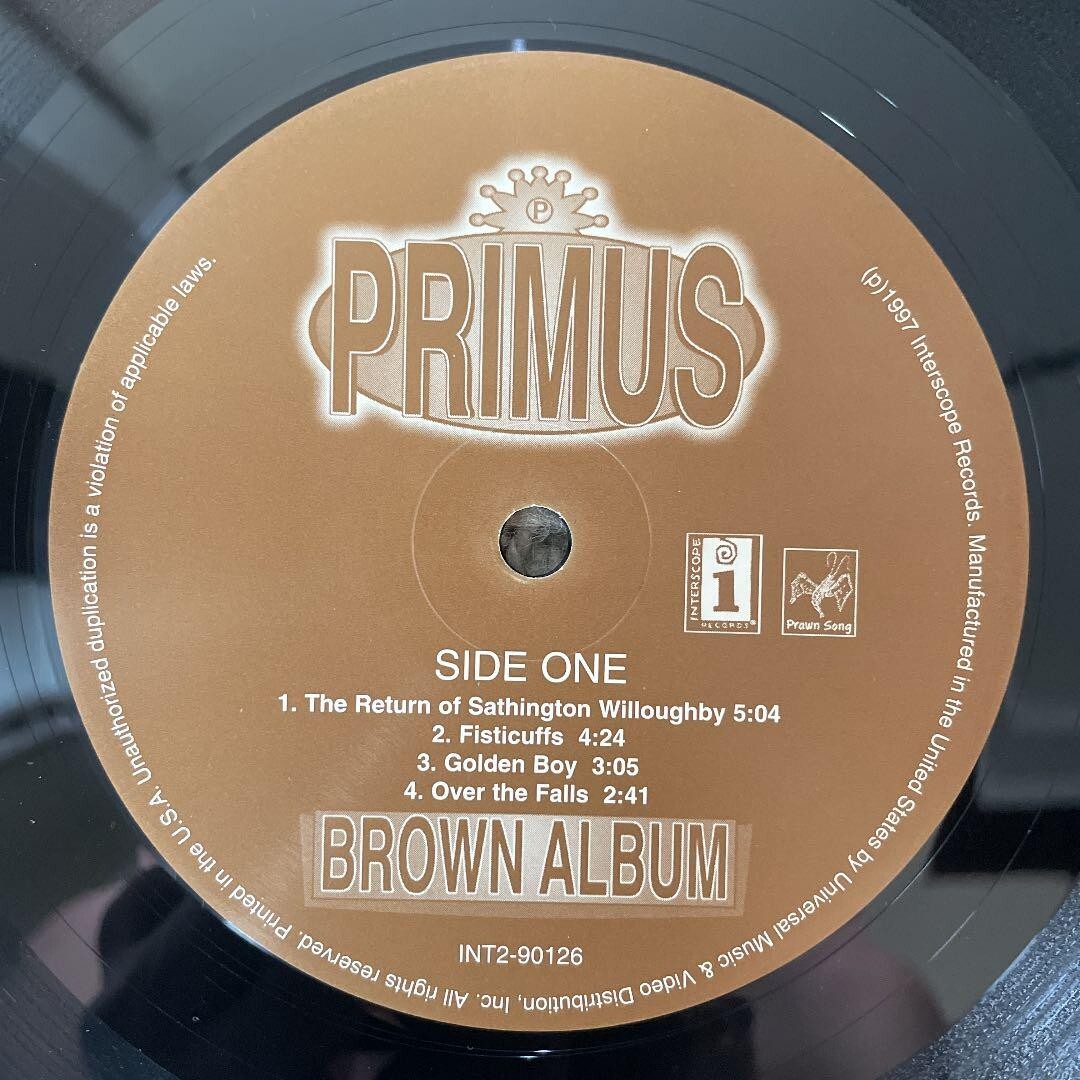 P
PRIMUS
INTERSCOPE
i
RECORDS®
Prawn Song
SIDE ONE
1. The Return of Sathington Willoughby 5:04
2. Fisticuffs 4:24
3. Golden Boy 3:05
4. Over the Falls 2:41
BROWN ALBUM
INT2-90126
(p)1997 Interscope Records. Manufactured in the United States by Universal Music & Video Distribution, Inc. All rights reserved. Printed in the U.S.A. Unauthorized duplication is a violation of applicable laws.